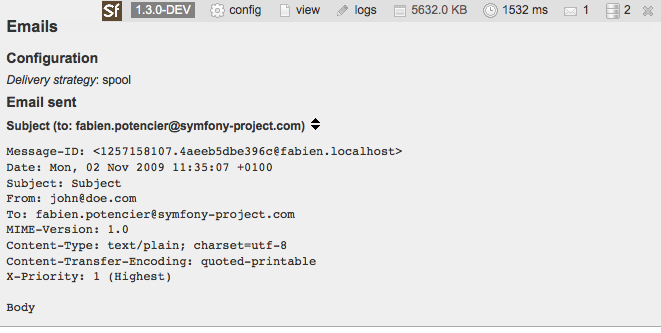 Sf 1.3.0-DEV config view logs 5632.0 KB 1532 ms 1 2
Emails
Configuration
Delivery strategy: spool
Email sent
Subject (to: fabien.potencier@symfony-project.com)
Message-ID: <1257158107.4aeeb5dbe396c@fabien.localhost>
Date: Mon, 02 Nov 2009 11:35:07 +0100
Subject: Subject
From: john@doe.com
To: fabien.potencier@symfony-project.com
MIME-Version: 1.0
Content-Type: text/plain; charset=utf-8
Content-Transfer-Encoding: quoted-printable
X-Priority: 1 (Highest)
Body